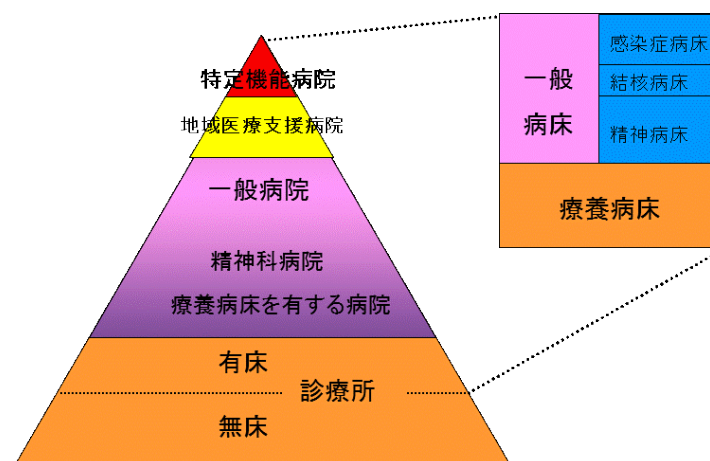 特定機能病院
地域医療支援病院
一般病院
精神科病院
療養病床を有する病院
有床
診療所
無床
一般
病床
感染症病床
結核病床
精神病床
療養病床